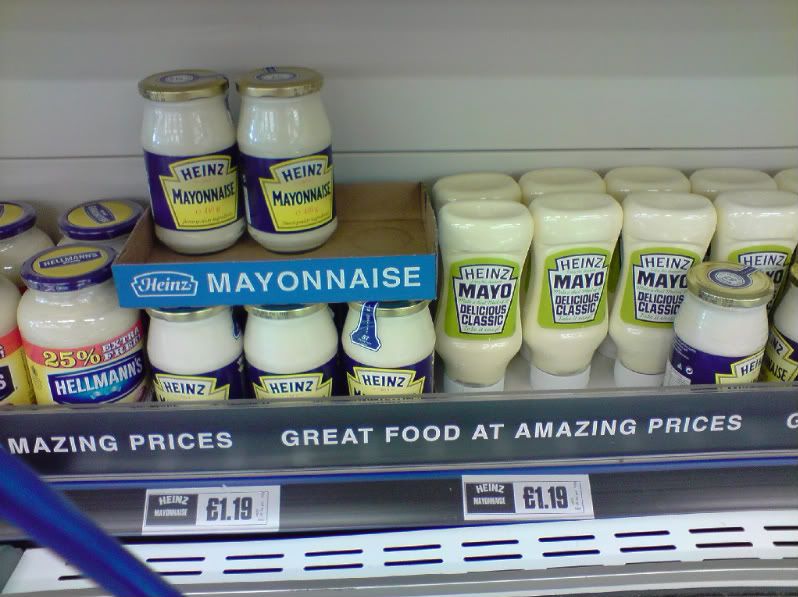 HEINZ
MAYONNAISE
HEINZ
MAYONNAISE
HELLMANN'S
25% EXTRA FREE
HELLMANN'S
Heinz MAYONNAISE
HEINZ
HEINZ
HEINZ
HEINZ
MAYO
DELICIOUS
CLASSIC
HEINZ
MAYO
DELICIOUS
CLASSIC
HEINZ
MAYO
DELICIOUS
CLASSIC
HEINZ
MAZING PRICES
GREAT FOOD AT AMAZING PRICES
G
HEINZ
MAYONNAISE
£1.19
HEINZ
MAYONNAISE
£1.19